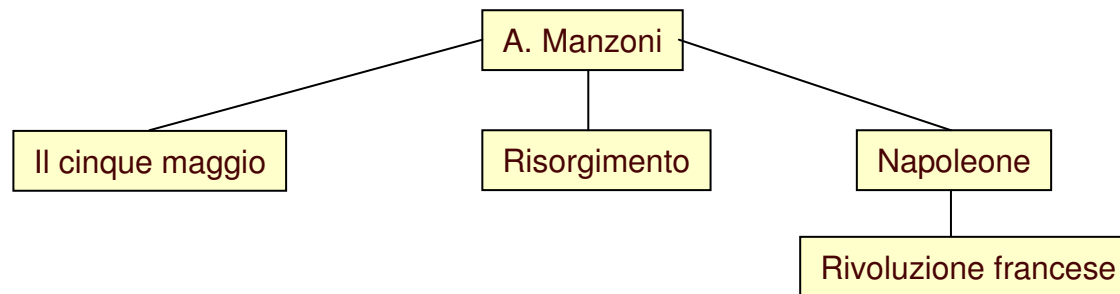 A. Manzoni
Il cinque maggio
Risorgimento
Napoleone
Rivoluzione francese